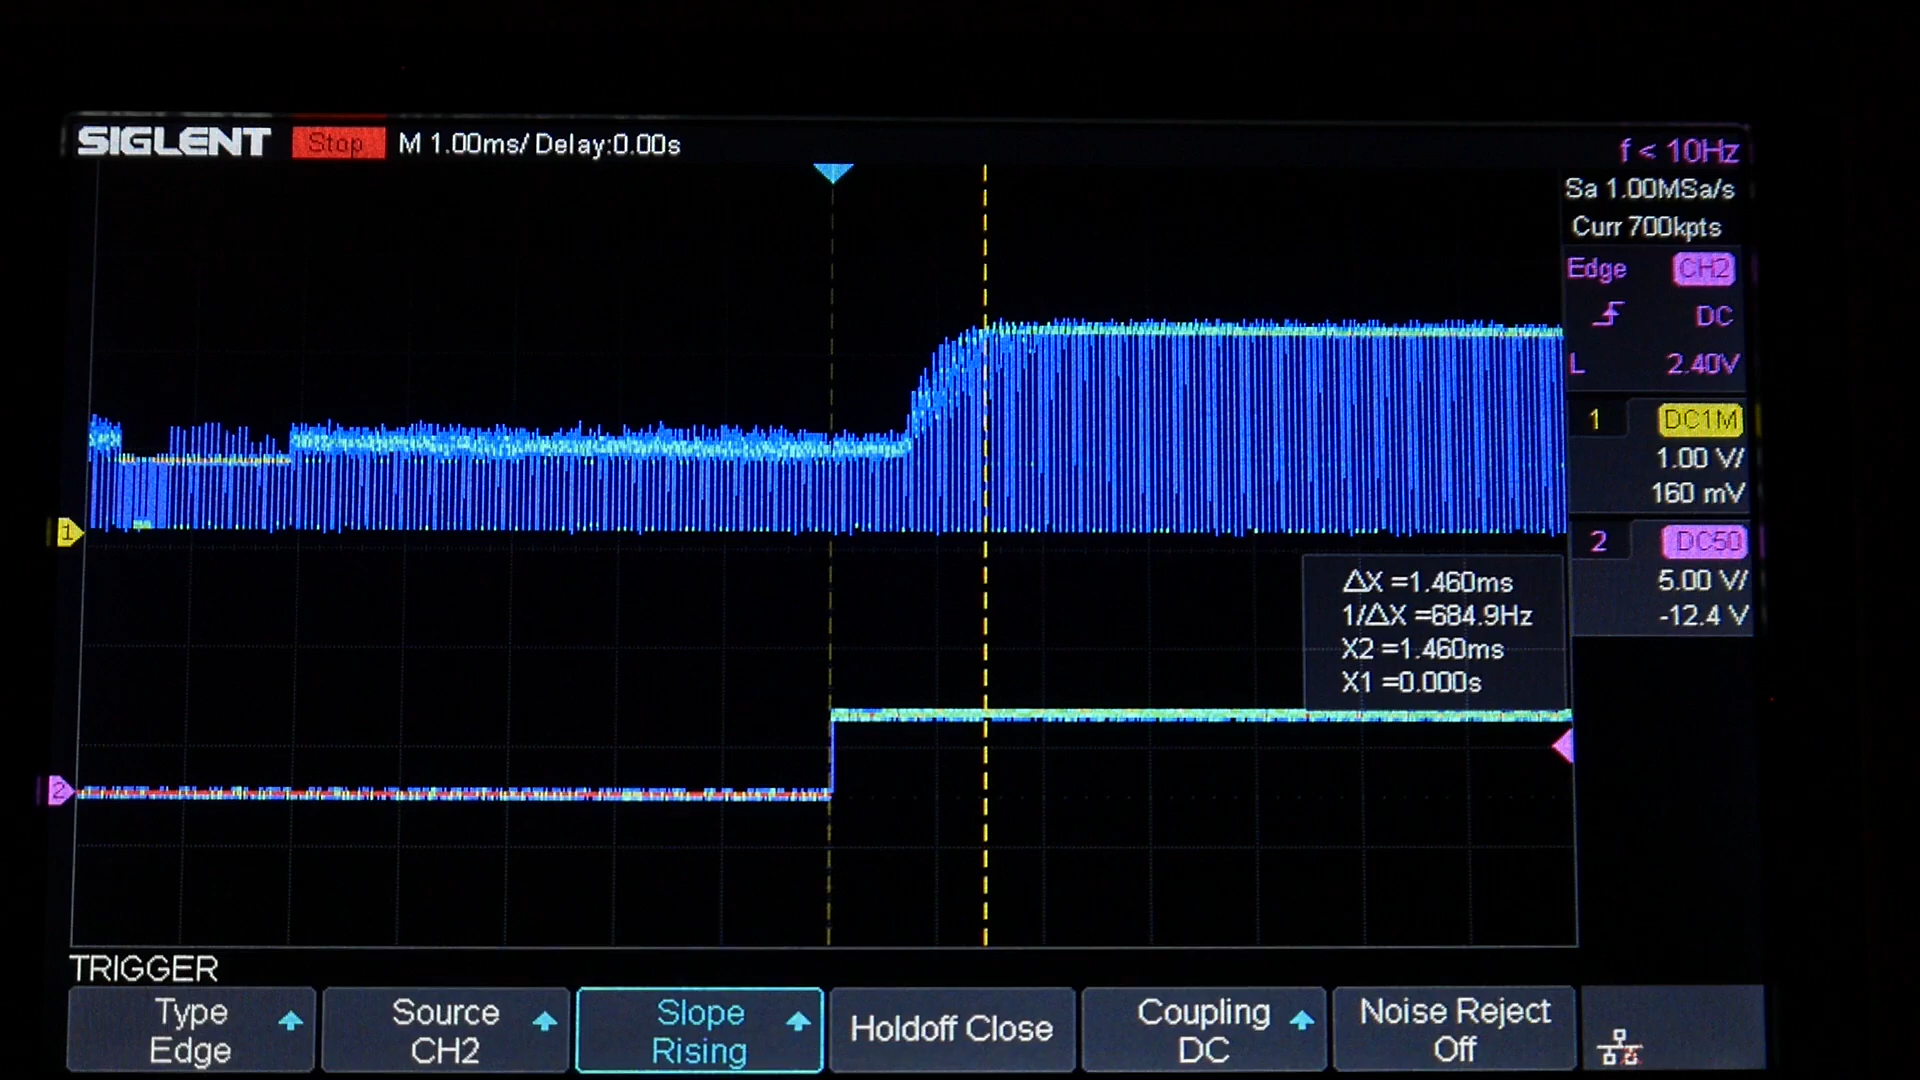 SIGLENT Stop M 1.00ms/ Delay:0.00s
f < 10Hz
Sa 1.00MSa/s
Curr 700kpts
Edge CH2
DC
L 2.40V
1 DC1M
1.00 V/
160 mV
2 DC50
5.00 V/
-12.4 V
1
ΔX =1.460ms
1/ΔX =684.9Hz
X2 =1.460ms
X1 =0.000s
2
TRIGGER
Type
Edge
Source
CH2
Slope
Rising
Holdoff Close
Coupling
DC
Noise Reject
Off